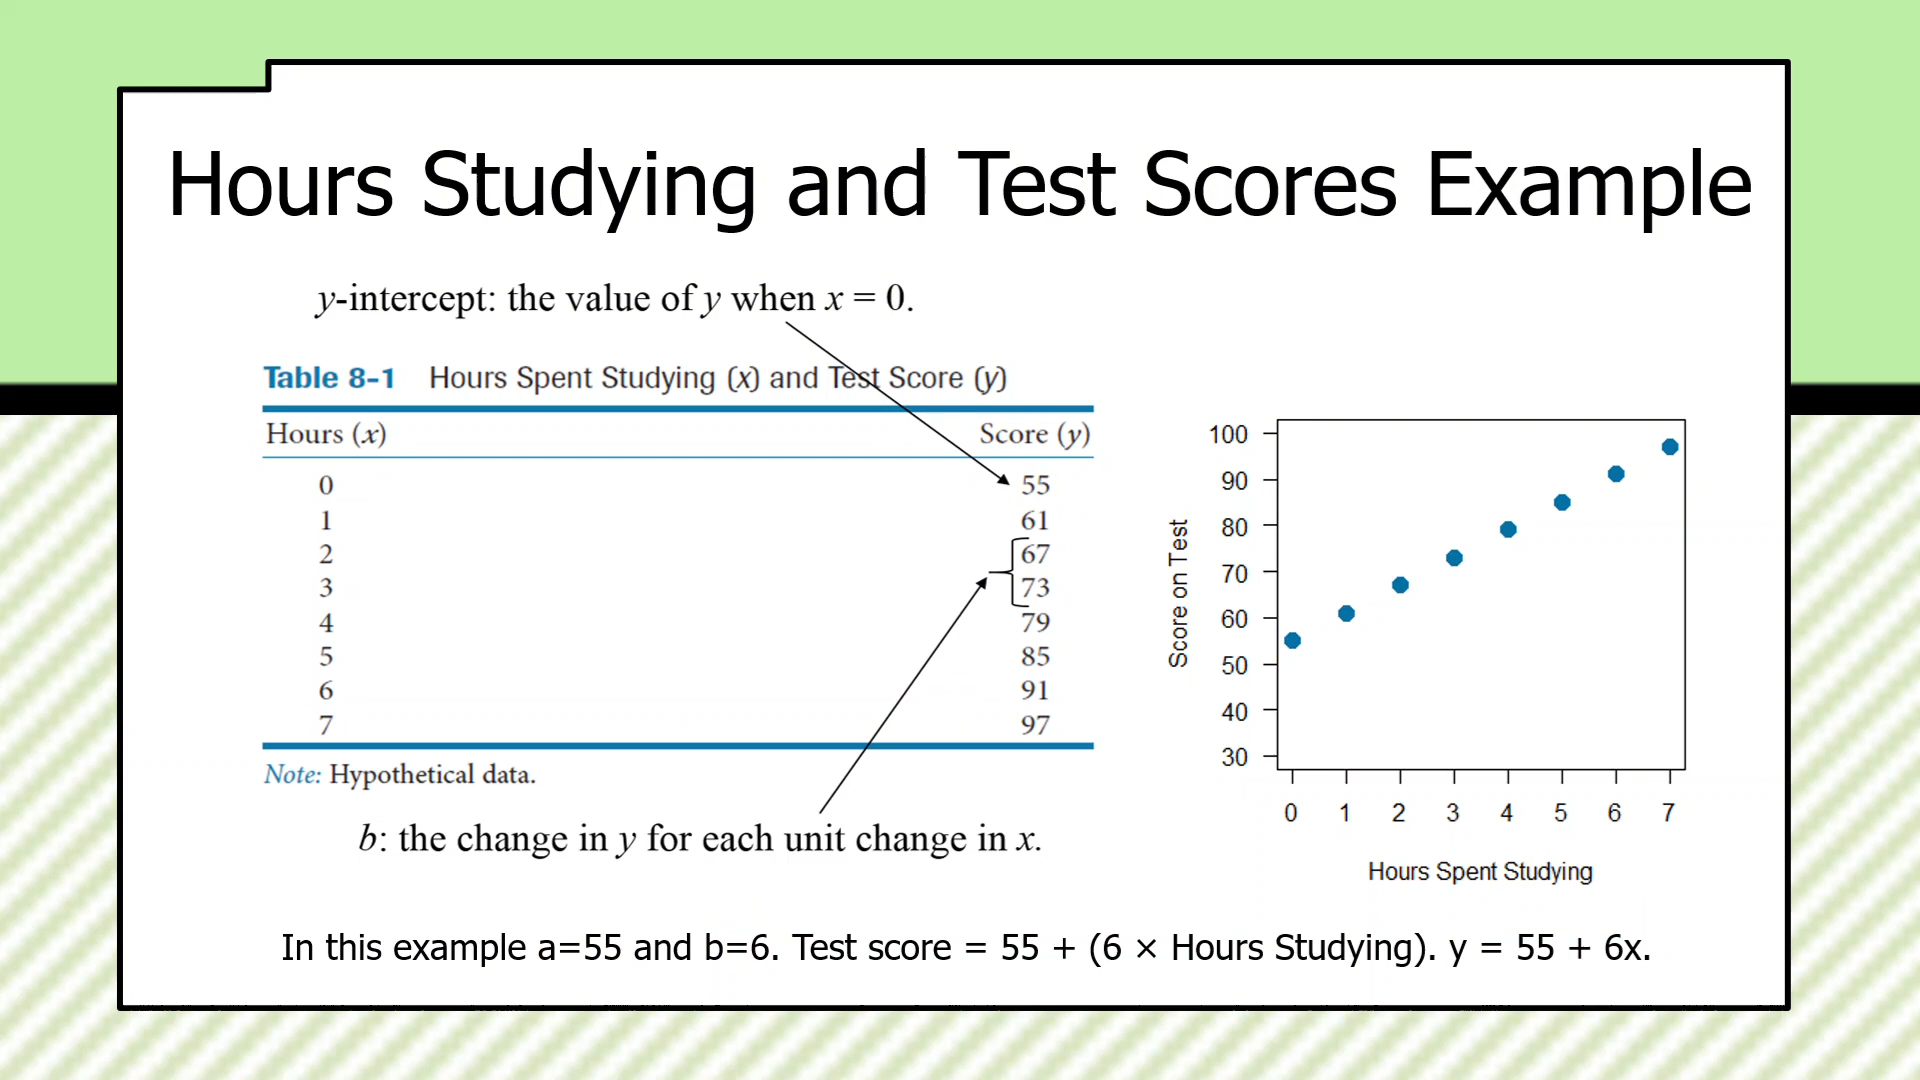 Hours Studying and Test Scores Example
y-intercept: the value of y when x = 0.
Table 8-1 Hours Spent Studying (x) and Test Score (y)
Hours (x) Score (y)
0 55
1 61
2 67
3 73
4 79
5 85
6 91
7 97
Note: Hypothetical data.
b: the change in y for each unit change in x.
Score on Test
100
90
80
70
60
50
40
30
0 1 2 3 4 5 6 7
Hours Spent Studying
In this example a=55 and b=6. Test score = 55 + (6 × Hours Studying). y = 55 + 6x.